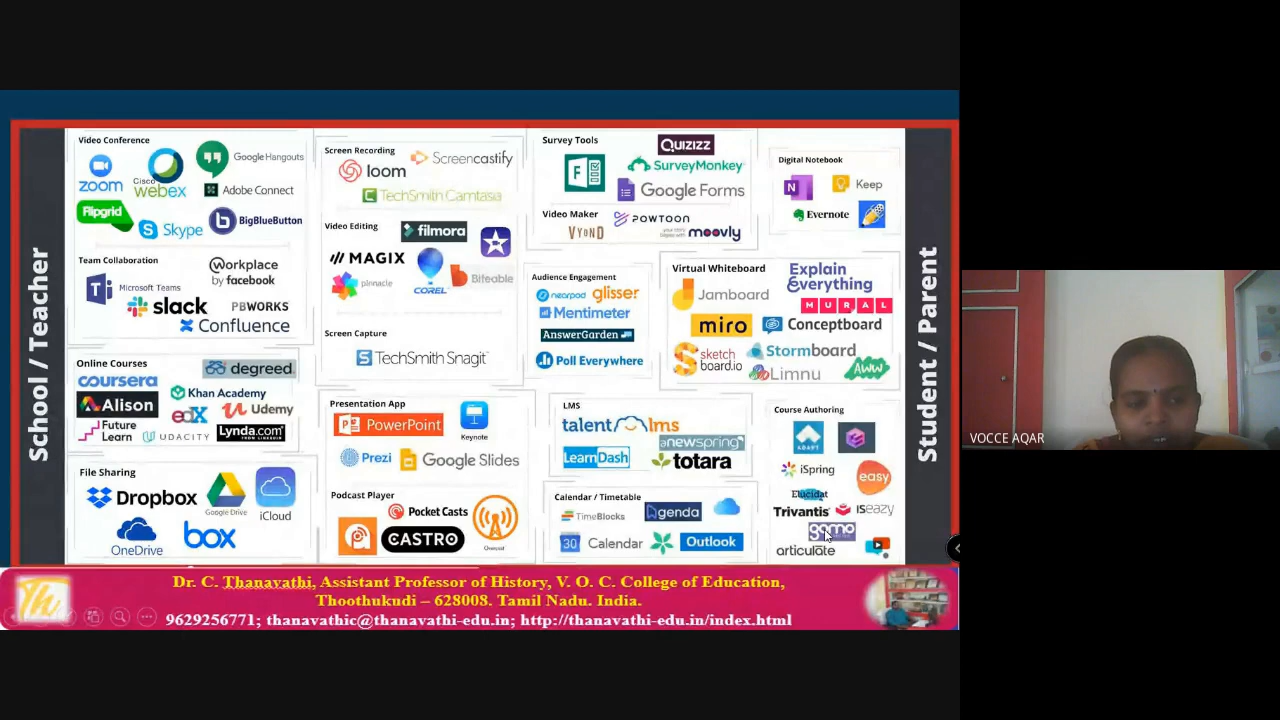 School / Teacher
Video Conference
zoom
Cisco
webex
Google Hangouts
Adobe Connect
Flipgrid
Skype
BigBlueButton
Team Collaboration
Microsoft Teams
workplace
by facebook
slack
PBWORKS
Confluence
Online Courses
degreed
coursera
Khan Academy
Alison
edX
Udemy
Future
Learn
UDACITY
Lynda.com
FROM LINKEDIN
File Sharing
Dropbox
Google Drive
iCloud
OneDrive
box
Screen Recording
loom
Screencastify
TechSmith Camtasia
Video Editing
filmora
MAGIX
pinnacle
COREL
Biteable
Screen Capture
TechSmith Snagit
Presentation App
PowerPoint
Keynote
Prezi
Google Slides
Podcast Player
Pocket Casts
CASTRO
Overcast
Survey Tools
Quizizz
F
SurveyMonkey
Google Forms
Video Maker
POWTOON
VYOND
moovly
Audience Engagement
nearpod
glisser
Mentimeter
AnswerGarden
Poll Everywhere
Digital Notebook
N
Keep
Evernote
Virtual Whiteboard
Explain
Everything
Jamboard
MURAL
miro
Conceptboard
sketch
board.io
Stormboard
Limnu
AWW
LMS
talent lms
anewspring
LearnDash
totara
Calendar / Timetable
TimeBlocks
genda
30 Calendar
Outlook
Course Authoring
ADAPT
iSpring
easy
Elucidat
Trivantis
ISEAZY
gomo
articulate
Student / Parent
Dr. C. Thanavathi, Assistant Professor of History, V. O. C. College of Education,
Thoothukudi – 628008. Tamil Nadu. India.
9629256771; thanavathic@thanavathi-edu.in; http://thanavathi-edu.in/index.html
VOCCE AQAR